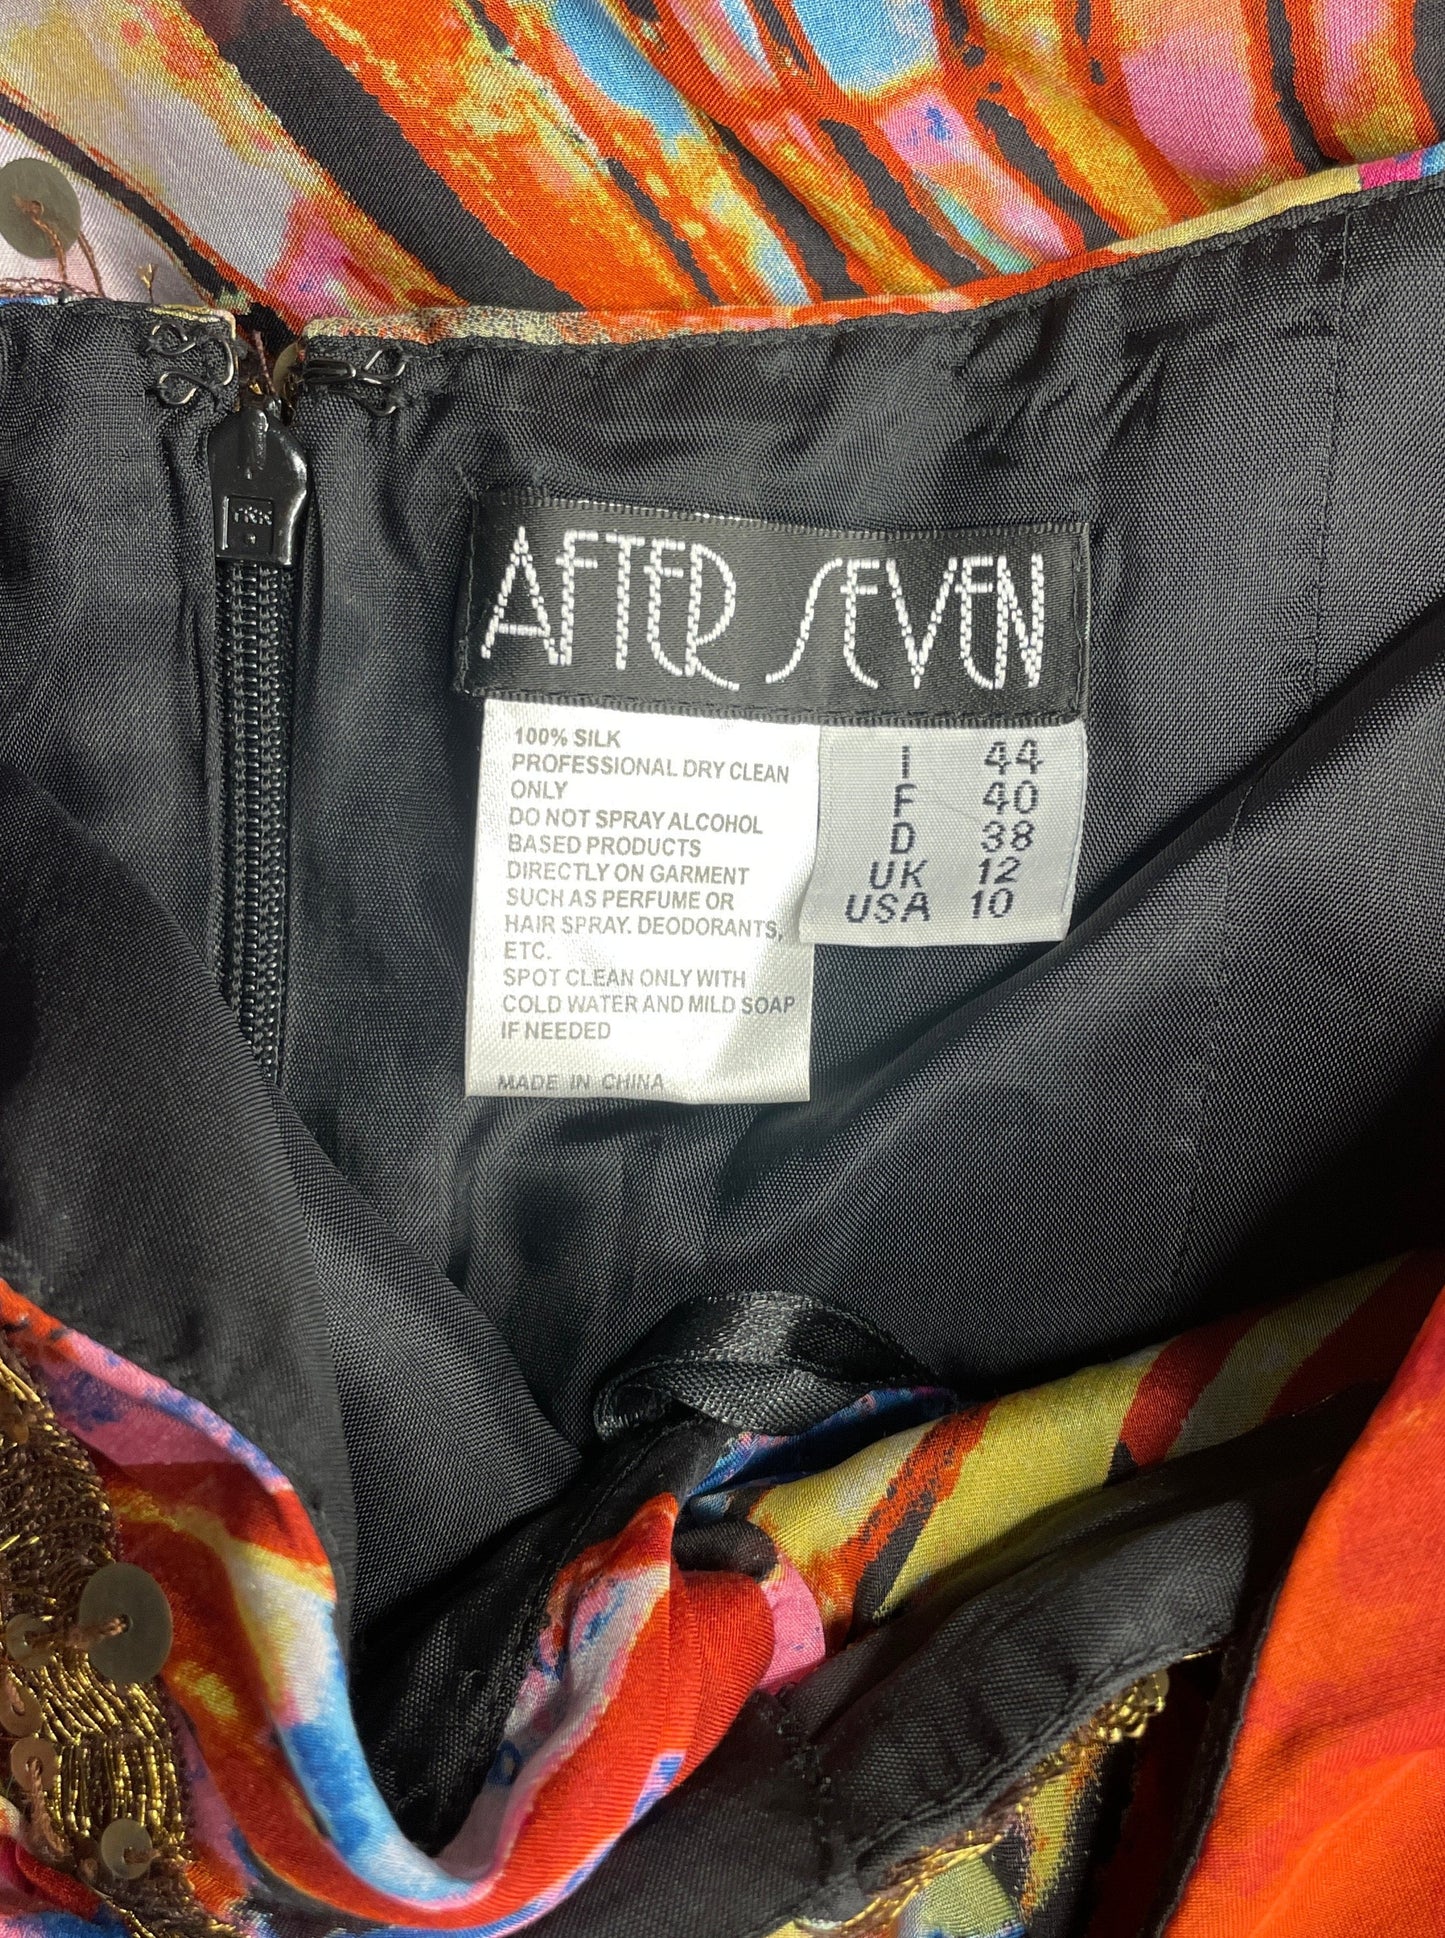 AFTER SEVEN
100% SILK
PROFESSIONAL DRY CLEAN
ONLY
DO NOT SPRAY ALCOHOL
BASED PRODUCTS
DIRECTLY ON GARMENT
SUCH AS PERFUME OR
HAIR SPRAY. DEODORANTS,
ETC.
SPOT CLEAN ONLY WITH
COLD WATER AND MILD SOAP
IF NEEDED
MADE IN CHINA
I 44
F 40
D 38
UK 12
USA 10